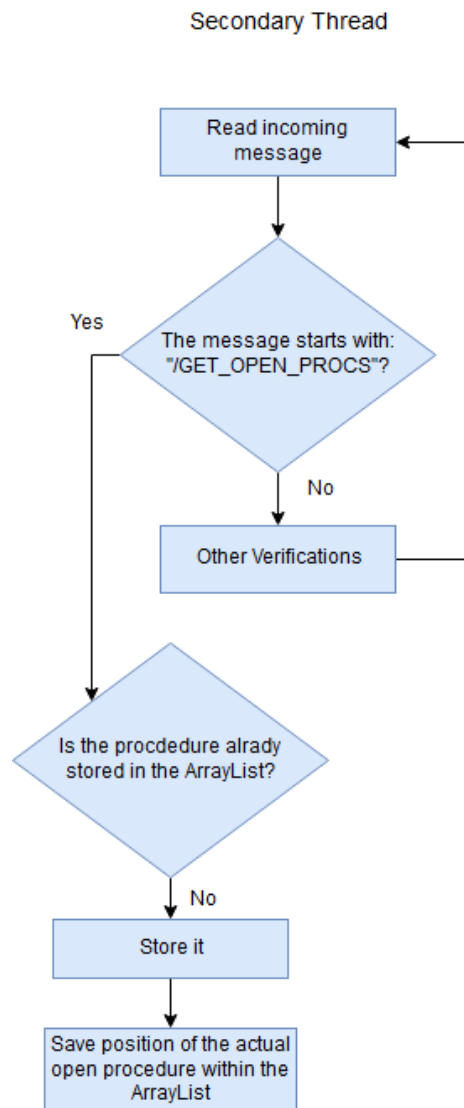 Secondary Thread
Read incoming
message
Yes
The message starts with:
"/GET_OPEN_PROCS"?
No
Other Verifications
Is the procdedure alrady
stored in the ArrayList?
No
Store it
Save position of the actual
open procedure within the
ArrayList